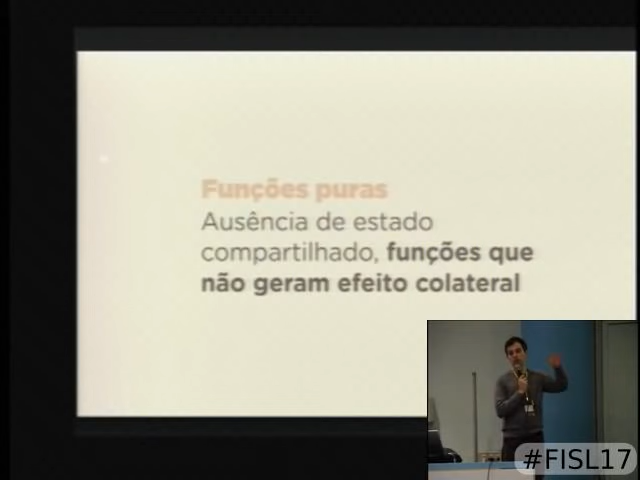 Funções puras
Ausência de estado
compartilhado, funções que
não geram efeito colateral
#FISL17